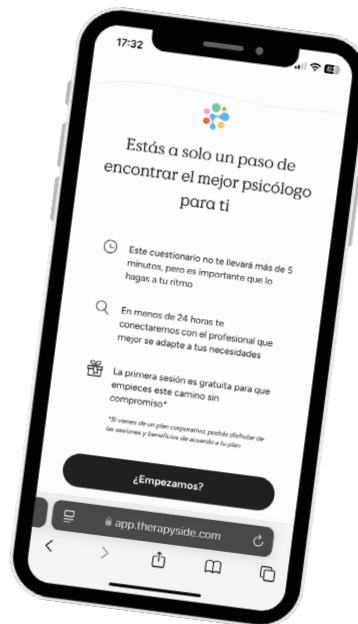 17:32
62
Estás a solo un paso de
encontrar el mejor psicólogo
para ti
Este cuestionario no te llevará más de 5
minutos, pero es importante que lo
hagas a tu ritmo
En menos de 24 horas te
conectaremos con el profesional que
mejor se adapte a tus necesidades
La primera sesión es gratuita para que
empieces este camino sin
compromiso*
*Si vienes de un plan corporativo, podrás disfrutar de
las sesiones y beneficios de acuerdo a tu plan
¿Empezamos?
app.therapyside.com